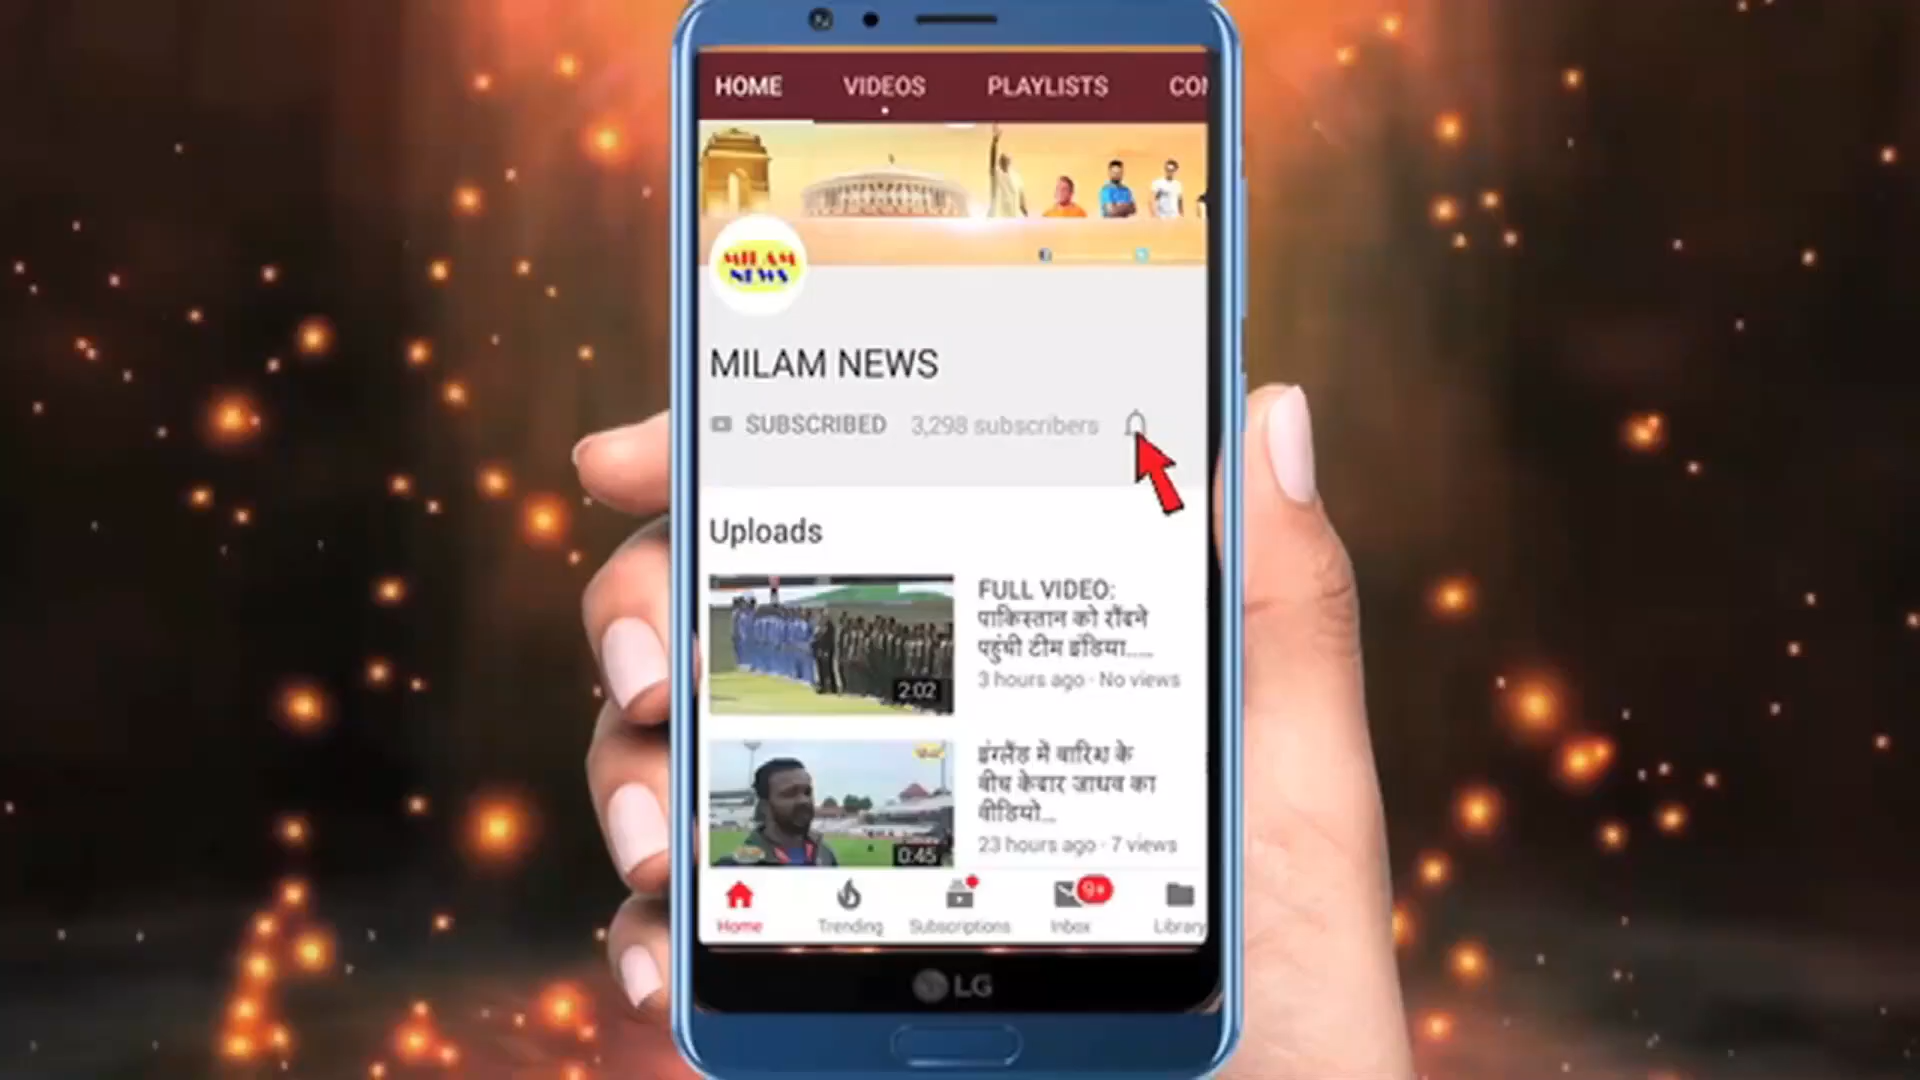 HOME VIDEOS PLAYLISTS CON
MILAM
NEWS
MILAM NEWS
SUBSCRIBED 3,298 subscribers
Uploads
FULL VIDEO:
पाकिस्तान को रौंदने
पहुंची टीम इंडिया.....
3 hours ago · No views
2:02
इंग्लैंड में बारिश के
बीच केदार जाधव का
वीडियो...
23 hours ago · 7 views
0:45
9+
Home Trending Subscriptions Inbox Library
LG